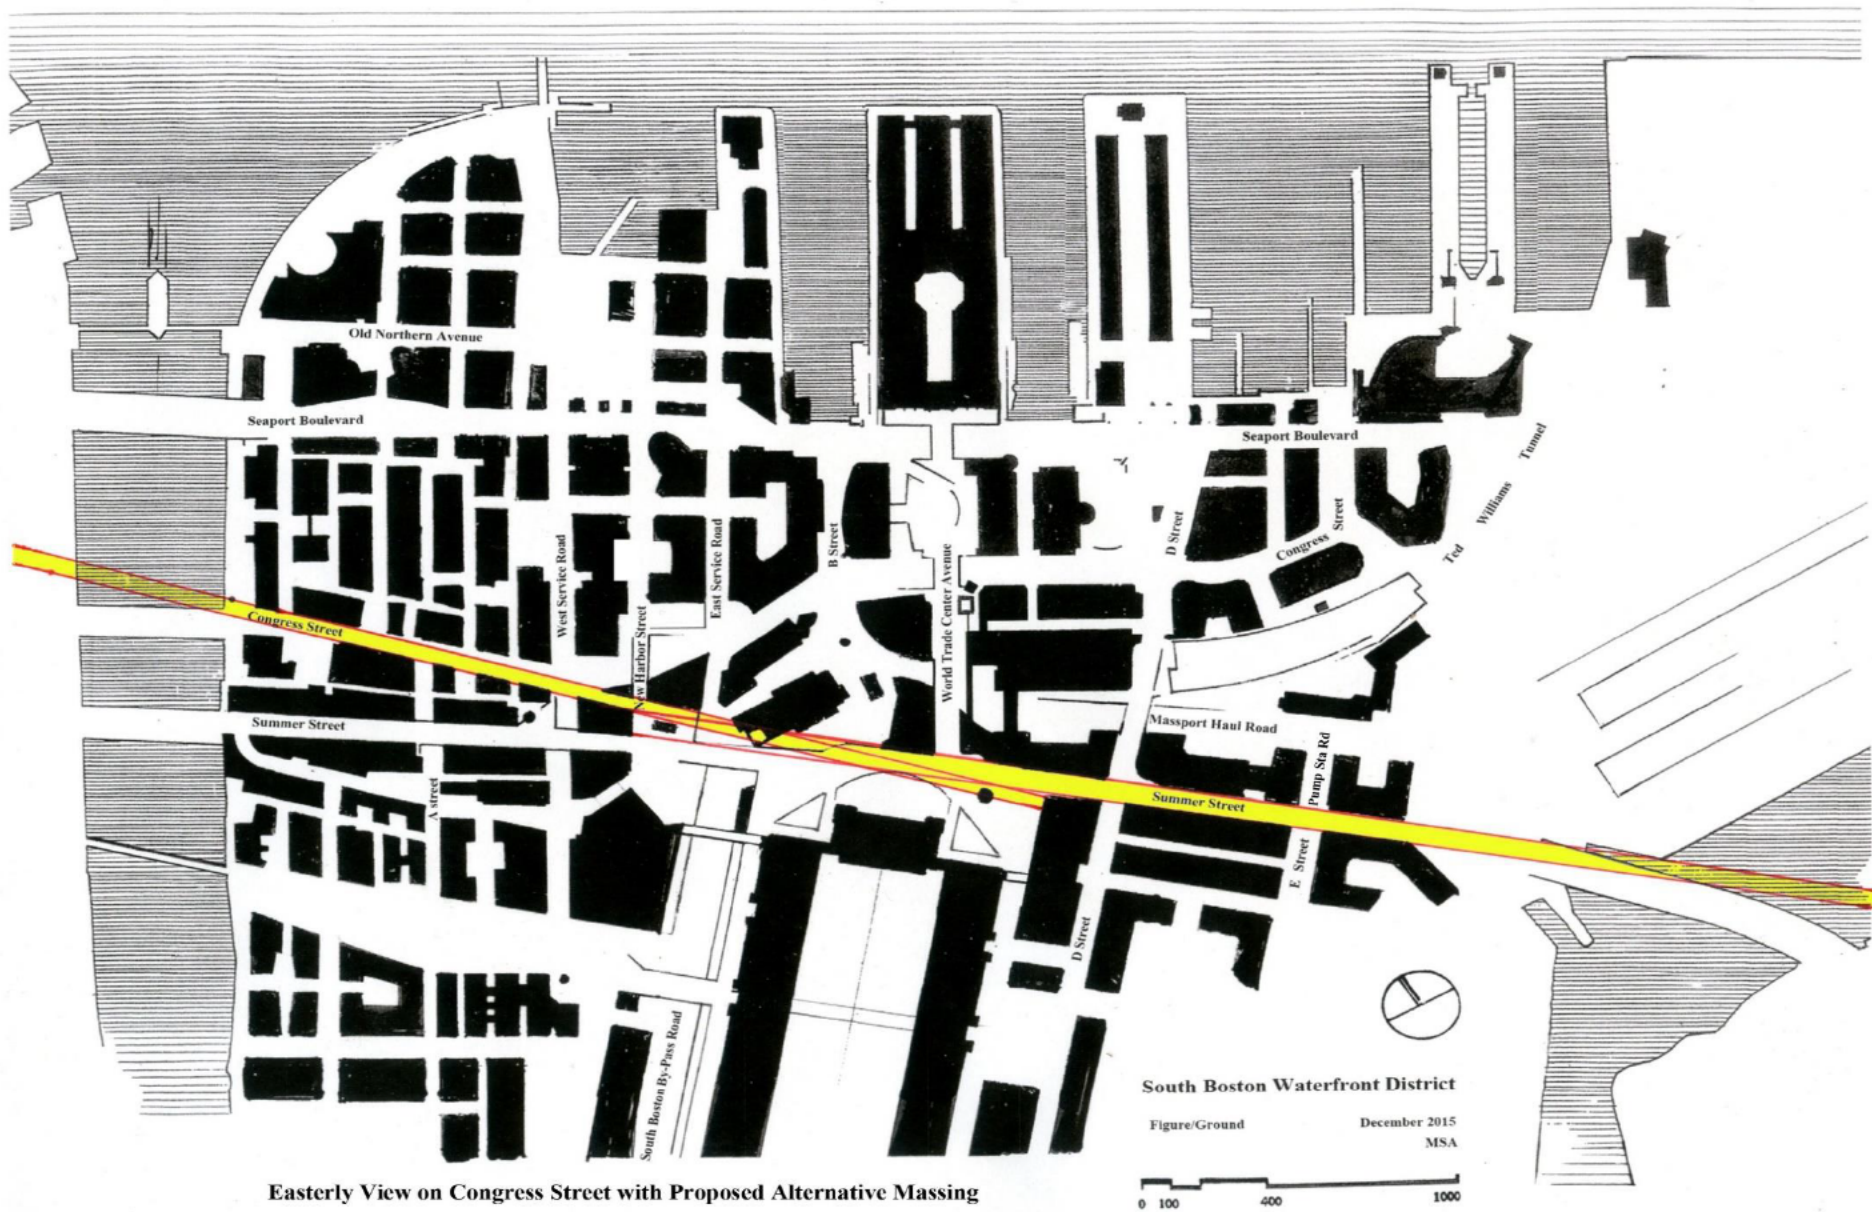 Old Northern Avenue
Seaport Boulevard
Seaport Boulevard
Ted Williams Tunnel
West Service Road
New Harbor Street
East Service Road
B Street
World Trade Center Avenue
D Street
Congress Street
Congress Street
Summer Street
A street
Massport Haul Road
Pump Sta Rd
Summer Street
E Street
D Street
South Boston By-Pass Road
South Boston Waterfront District
Figure/Ground December 2015
MSA
0 100 400 1000
Easterly View on Congress Street with Proposed Alternative Massing